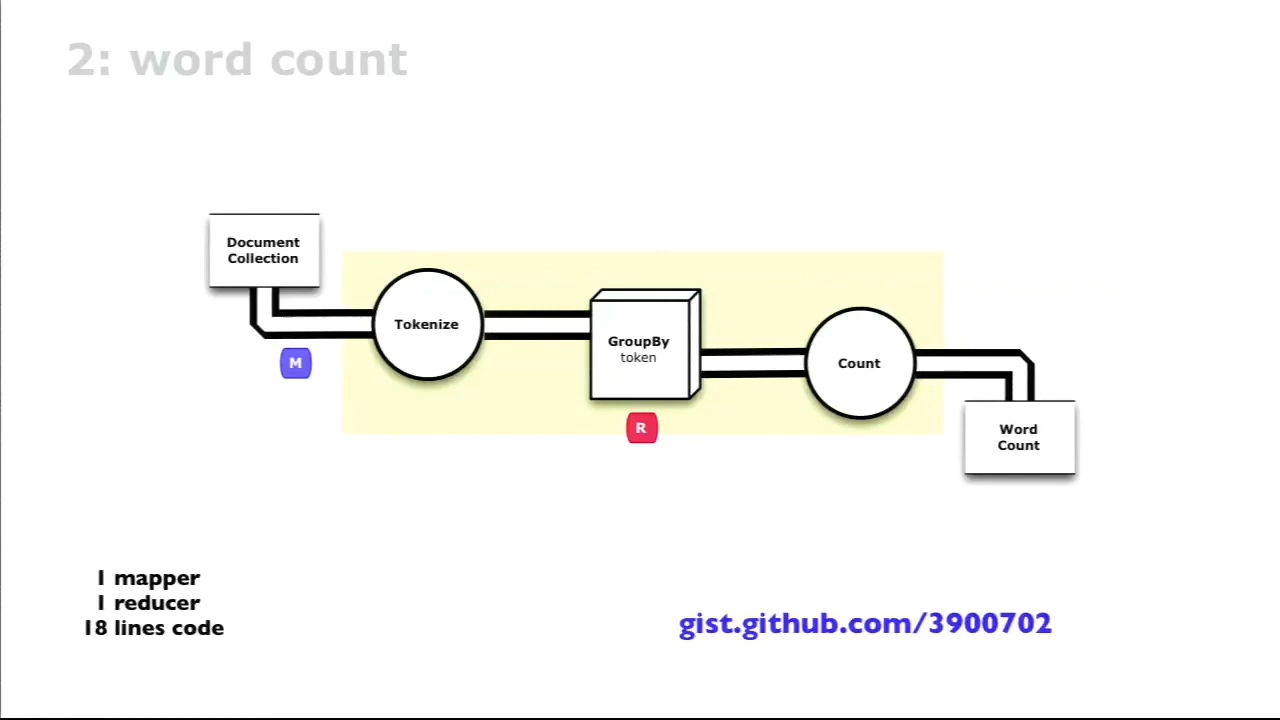 2: word count
Document
Collection
Tokenize
M
GroupBy
token
R
Count
Word
Count
1 mapper
1 reducer
18 lines code
gist.github.com/3900702